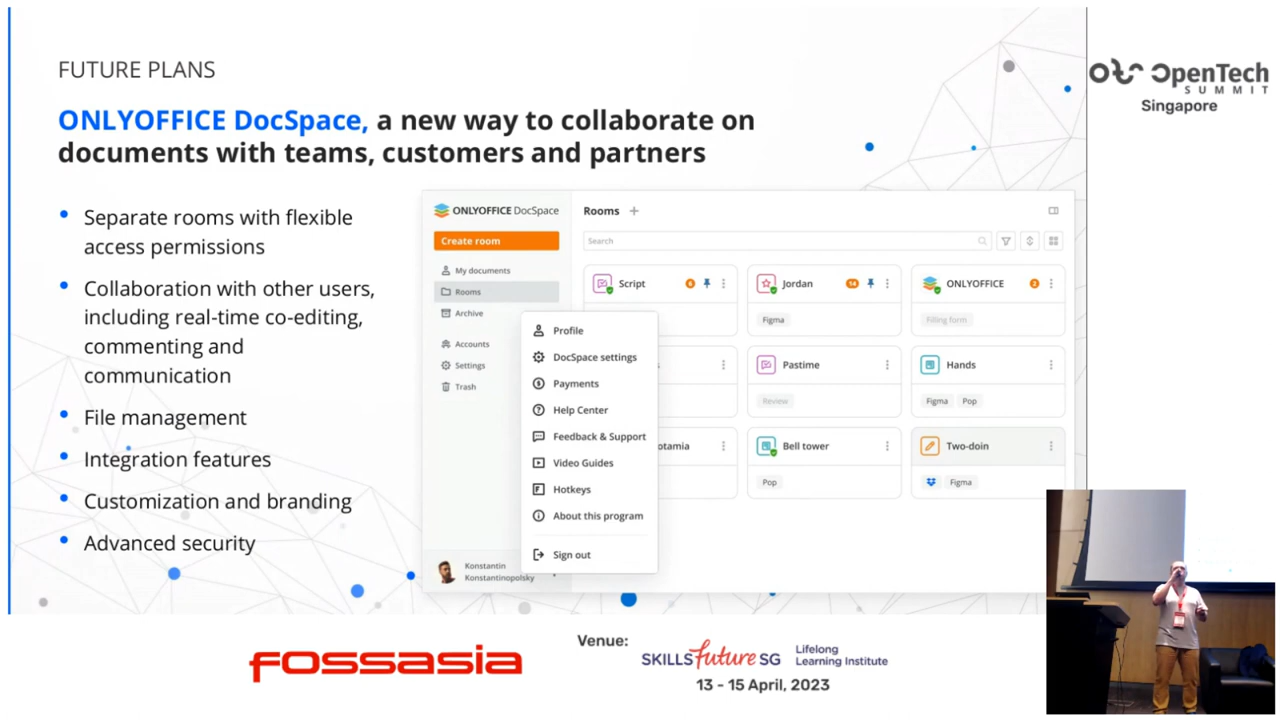 FUTURE PLANS
ONLYOFFICE DocSpace, a new way to collaborate on
documents with teams, customers and partners
Separate rooms with flexible
access permissions
Collaboration with other users,
including real-time co-editing,
commenting and
communication
File management
Integration features
Customization and branding
Advanced security
ONLYOFFICE DocSpace
Create room
My documents
Rooms
Archive
Accounts
Settings
Trash
Konstantin
Konstantinopolsky
Profile
DocSpace settings
Payments
Help Center
Feedback & Support
Video Guides
Hotkeys
About this program
Sign out
Rooms +
Search
Script 6
Jordan 14
Figma
ONLYOFFICE 2
Filling form
s
Pastime
Review
Hands
Figma Pop
otamia
Bell tower
Pop
Two-doin
Figma
OpenTech
SUMMIT
Singapore
fossasia
Venue:
SKILLS future SG
Lifelong
Learning Institute
13 - 15 April, 2023